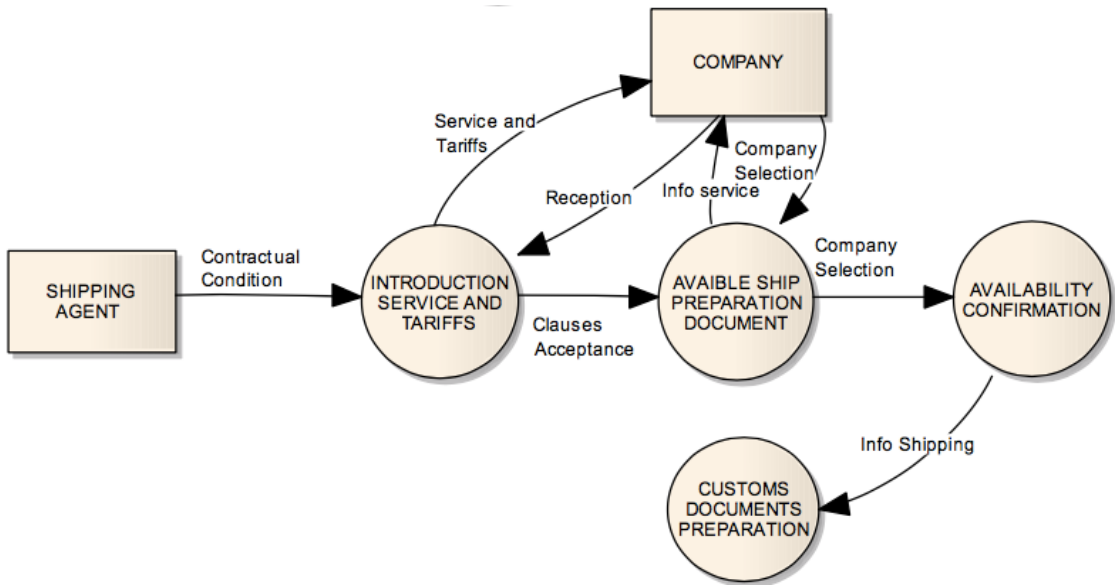 COMPANY
Service and
Tariffs
Company
Selection
Reception
Info service
Contractual
Condition
Company
Selection
SHIPPING
AGENT
INTRODUCTION
SERVICE AND
TARIFFS
AVAIBLE SHIP
PREPARATION
DOCUMENT
AVAILABILITY
CONFIRMATION
Clauses
Acceptance
Info Shipping
CUSTOMS
DOCUMENTS
PREPARATION